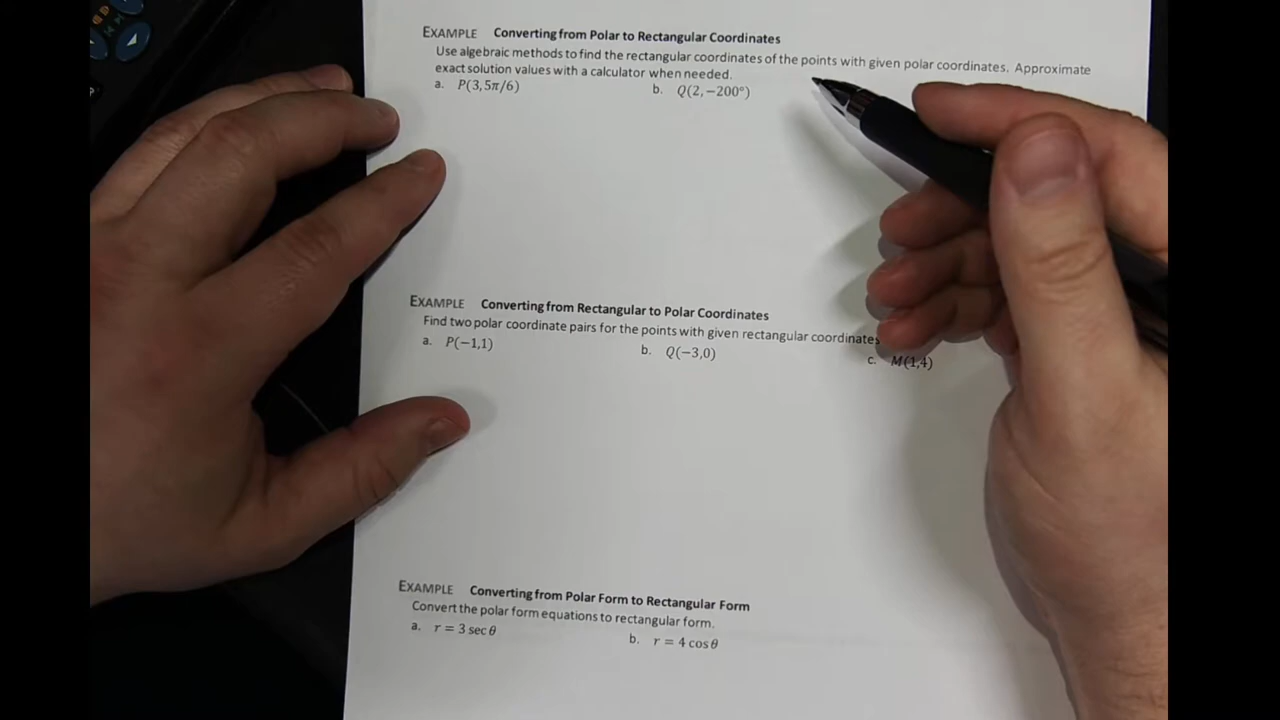 EXAMPLE Converting from Polar to Rectangular Coordinates
Use algebraic methods to find the rectangular coordinates of the points with given polar coordinates. Approximate
exact solution values with a calculator when needed.
a. P(3, 5π/6) b. Q(2, −200°)
EXAMPLE Converting from Rectangular to Polar Coordinates
Find two polar coordinate pairs for the points with given rectangular coordinates
a. P(−1,1) b. Q(−3,0) c. M(1,4)
EXAMPLE Converting from Polar Form to Rectangular Form
Convert the polar form equations to rectangular form.
a. r = 3 sec θ b. r = 4 cos θ